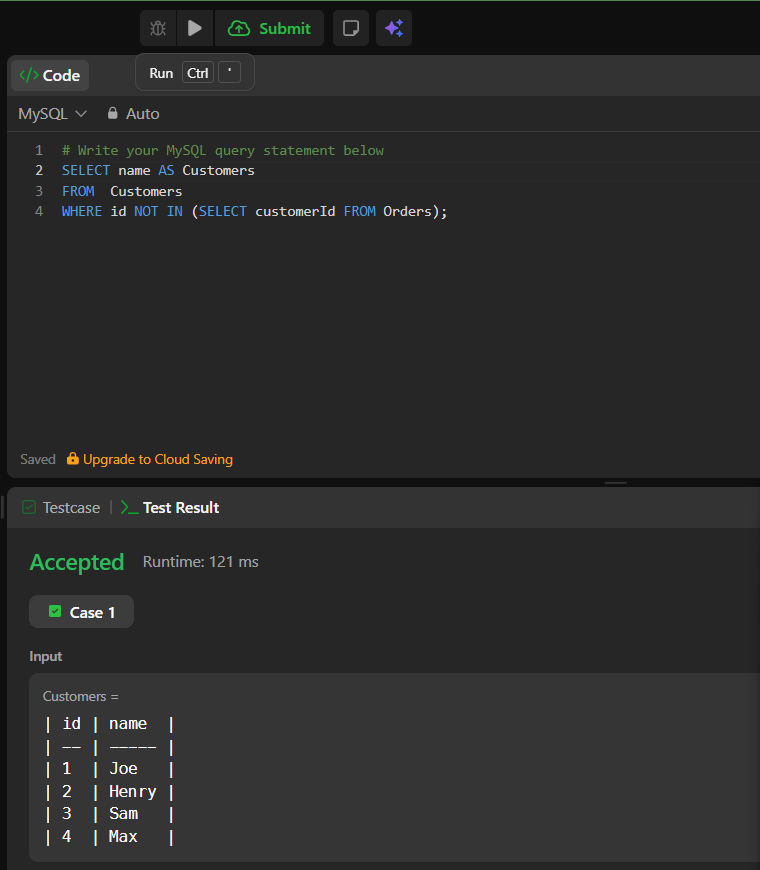 Submit
</> Code
Run Ctrl '
MySQL Auto
1 # Write your MySQL query statement below
2 SELECT name AS Customers
3 FROM  Customers
4 WHERE id NOT IN (SELECT customerId FROM Orders);
Saved Upgrade to Cloud Saving
Testcase | >_ Test Result
Accepted Runtime: 121 ms
Case 1
Input
Customers =
| id | name  |
| -- | ----- |
| 1  | Joe   |
| 2  | Henry |
| 3  | Sam   |
| 4  | Max   |